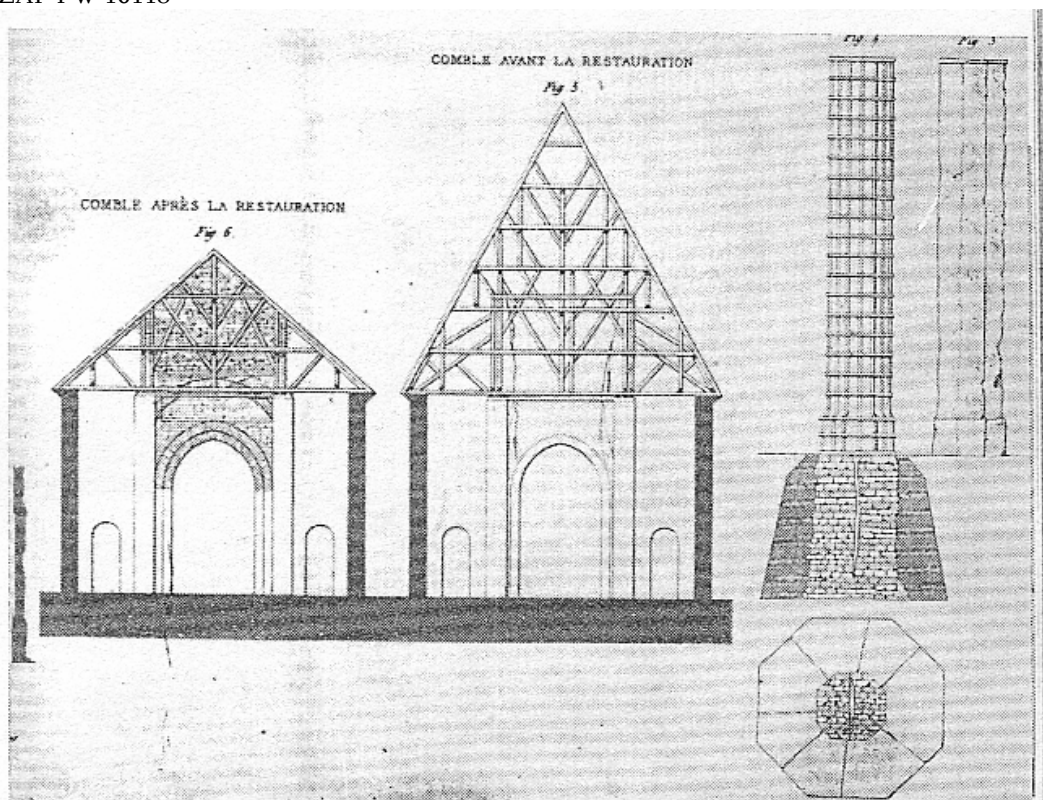 COMBLE AVANT LA RESTAURATION
Fig 5.
COMBLE APRÈS LA RESTAURATION
Fig 6.
Fig 4
Fig 3